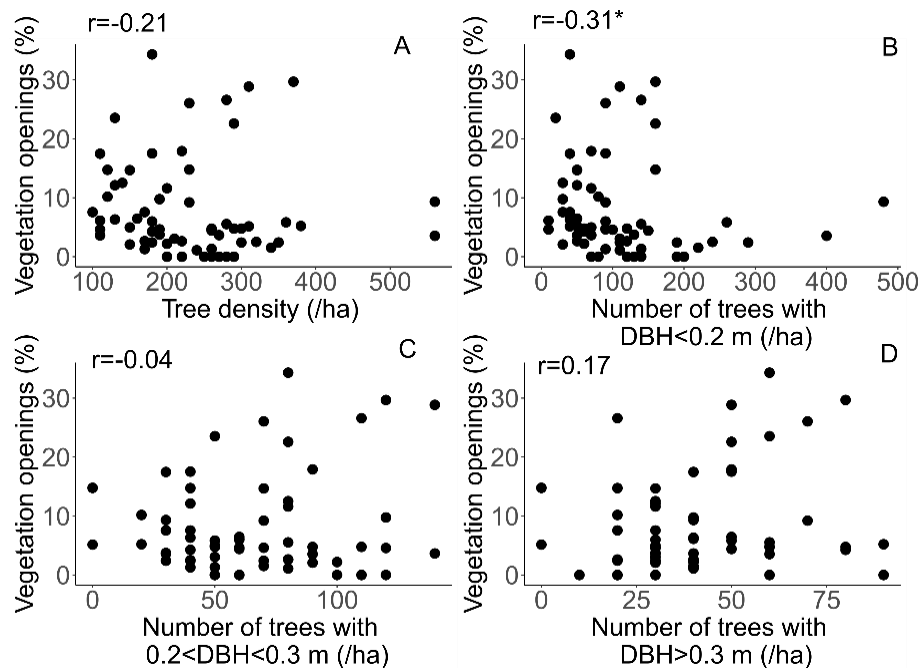 r=-0.21
A
Vegetation openings (%)
30
20
10
0
100 200 300 400 500
Tree density (/ha)
r=-0.31*
B
Vegetation openings (%)
30
20
10
0
0 100 200 300 400 500
Number of trees with
DBH<0.2 m (/ha)
r=-0.04
C
Vegetation openings (%)
30
20
10
0
0 50 100
Number of trees with
0.2<DBH<0.3 m (/ha)
r=0.17
D
Vegetation openings (%)
30
20
10
0
0 25 50 75
Number of trees with
DBH>0.3 m (/ha)